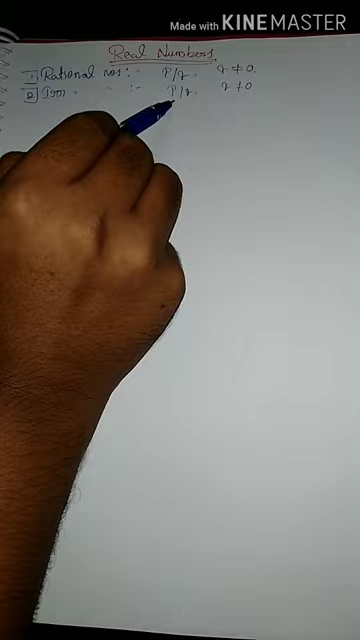 Made with KINEMASTER
Real Numbers
1 Rational nos :- P/q, q ≠ 0.
2 Irr " " :- P/q, q ≠ 0